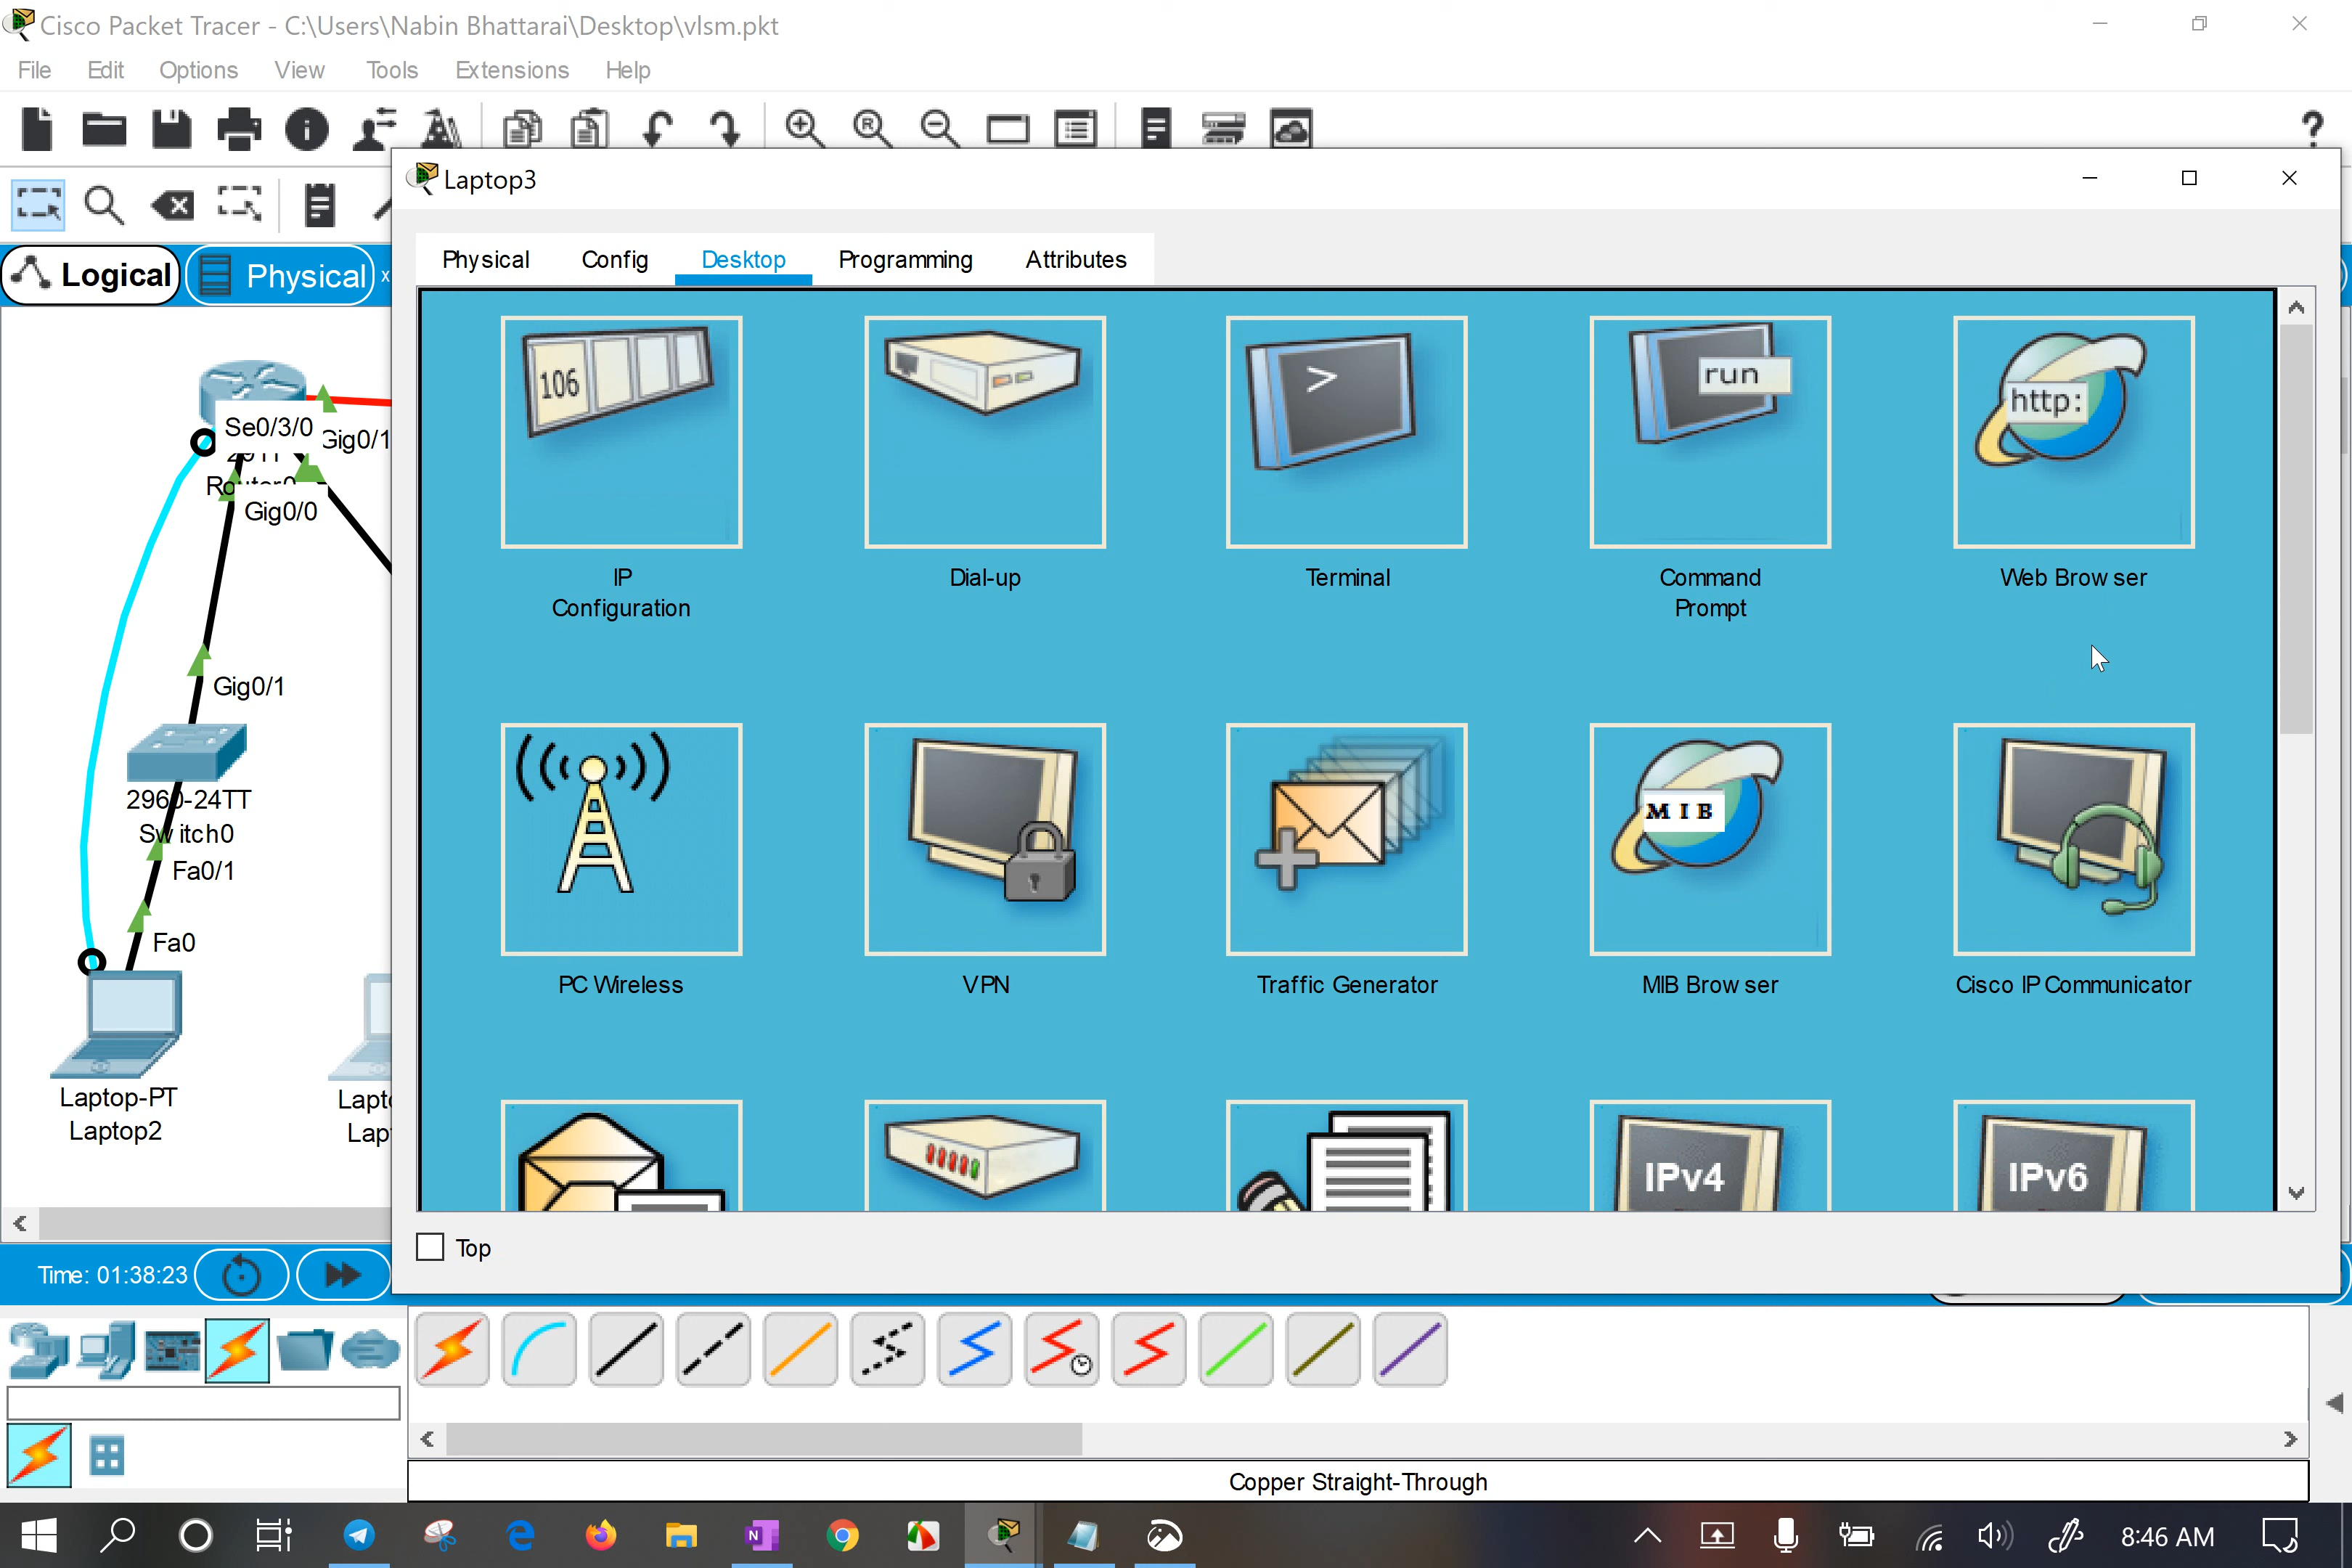 Cisco Packet Tracer - C:\Users\Nabin Bhattarai\Desktop\vlsm.pkt
File Edit Options View Tools Extensions Help
Laptop3
Physical Config Desktop Programming Attributes
Logical Physical x
106
>
run
http:
IP
Configuration
Dial-up
Terminal
Command
Prompt
Web Browser
MIB
PC Wireless
VPN
Traffic Generator
MIB Browser
Cisco IP Communicator
IPv4
IPv6
Top
Se0/3/0
Gig0/1
Gig0/0
Gig0/1
2960-24TT
Switch0
Fa0/1
Fa0
Laptop-PT
Laptop2
Lapt
Lap
Time: 01:38:23
Copper Straight-Through
8:46 AM